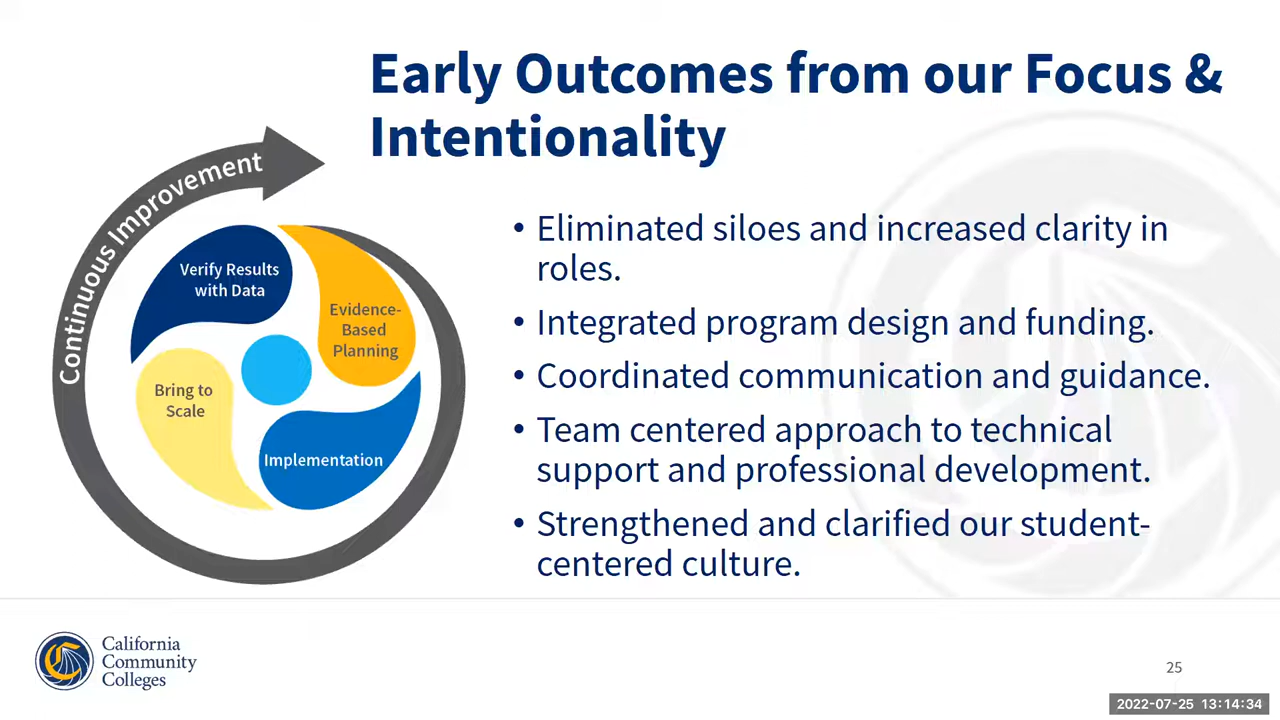 Early Outcomes from our Focus &
Intentionality
Continuous Improvement
Verify Results
with Data
Evidence-
Based
Planning
Bring to
Scale
Implementation
• Eliminated siloes and increased clarity in
roles.
• Integrated program design and funding.
• Coordinated communication and guidance.
• Team centered approach to technical
support and professional development.
• Strengthened and clarified our student-
centered culture.
California
Community
Colleges
25
2022-07-25 13:14:34